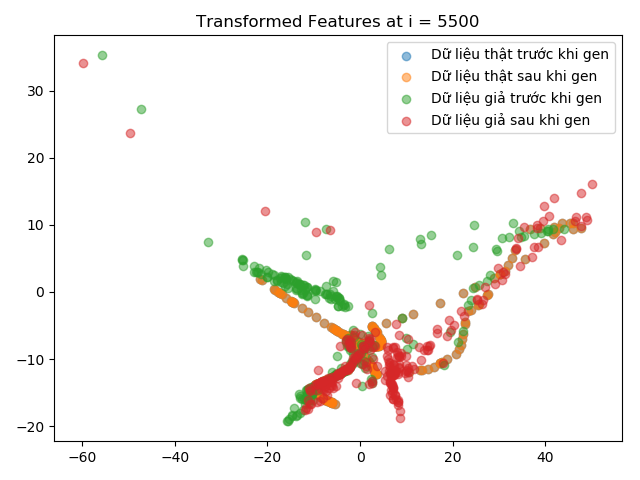 Transformed Features at i = 5500
Dữ liệu thật trước khi gen
Dữ liệu thật sau khi gen
Dữ liệu giả trước khi gen
Dữ liệu giả sau khi gen
30
20
10
0
−10
−20
−60
−40
−20
0
20
40